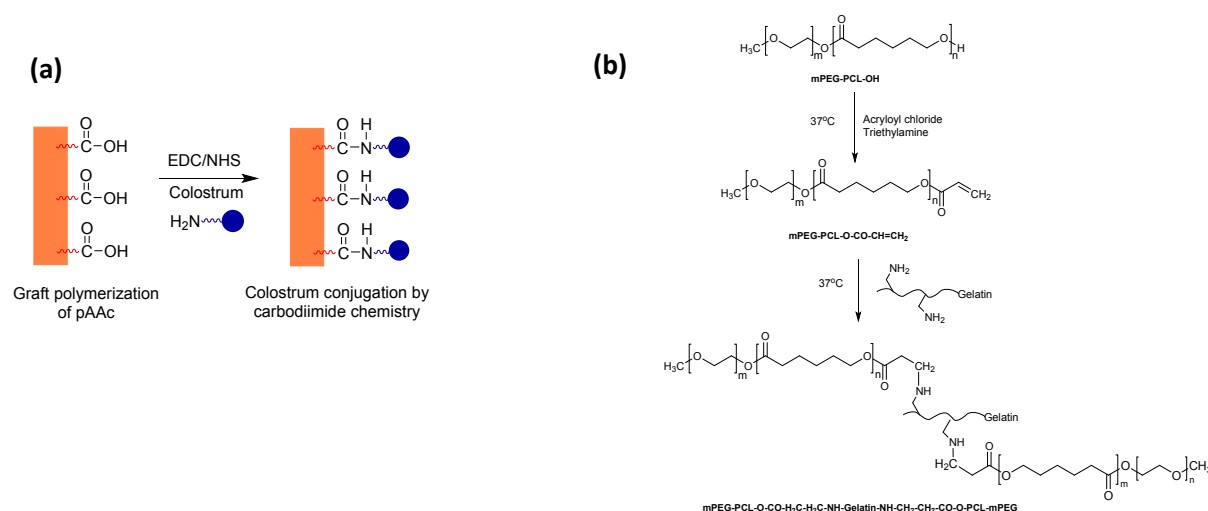 (a)
O
C
OH
O
C
OH
O
C
OH
EDC/NHS
Colostrum
H₂N
O H
C N
O H
C N
O H
C N
Graft polymerization
of pAAc
Colostrum conjugation by
carbodiimide chemistry
(b)
H₃C O m O O O n H
mPEG-PCL-OH
37°C
Acryloyl chloride
Triethylamine
H₃C O m O O O n O CH₂
mPEG-PCL-O-CO-CH=CH₂
37°C
NH₂
Gelatin
NH₂
H₃C O m O O O n O CH₂
NH
Gelatin
NH
H₂C O O m O O n CH₃
O
mPEG-PCL-O-CO-H₂C-H₂C-NH-Gelatin-NH-CH₂-CH₂-CO-O-PCL-mPEG